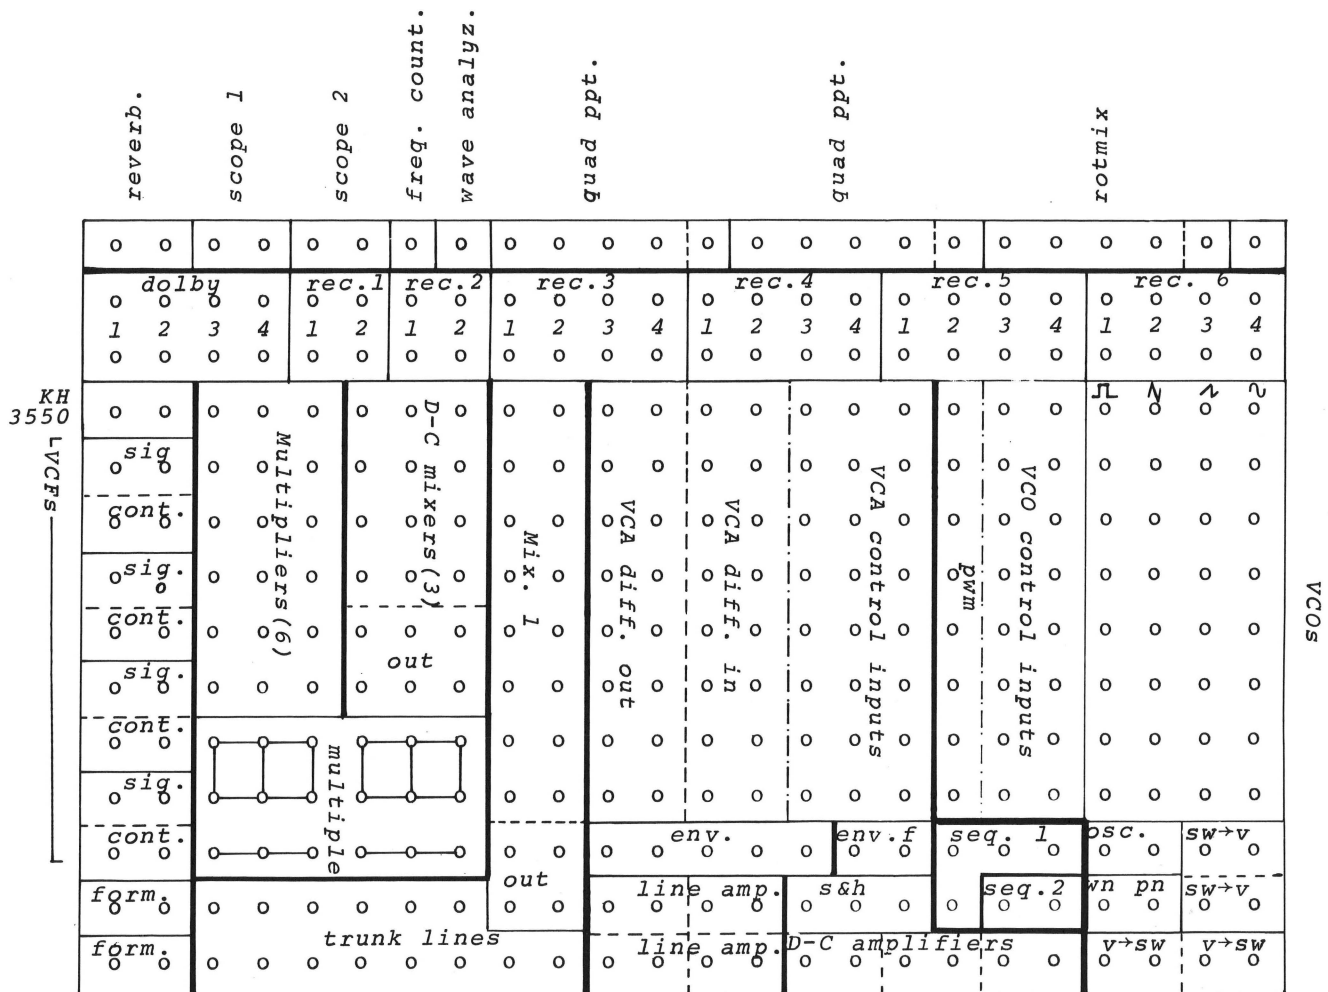 reverb.
scope 1
scope 2
freq. count.
wave analyz.
quad ppt.
quad ppt.
rotmix
dolby
rec.1
rec.2
rec.3
rec.4
rec.5
rec. 6
1 2 3 4 1 2 1 2 1 2 3 4 1 2 3 4 1 2 3 4 1 2 3 4
KH
3550
VCFs
sig
cont.
sig.
cont.
sig.
cont.
sig.
cont.
form.
form.
Multipliers(6)
D-C mixers(3)
out
multiple
trunk lines
Mix. 1
out
VCA diff. out
VCA diff. in
VCA control inputs
pwm
VCO control inputs
VCOs
env.
env.f
seq. 1
osc.
sw→v
line amp.
s&h
seq.2
wn pn
sw→v
line amp.
D-C amplifiers
v→sw
v→sw